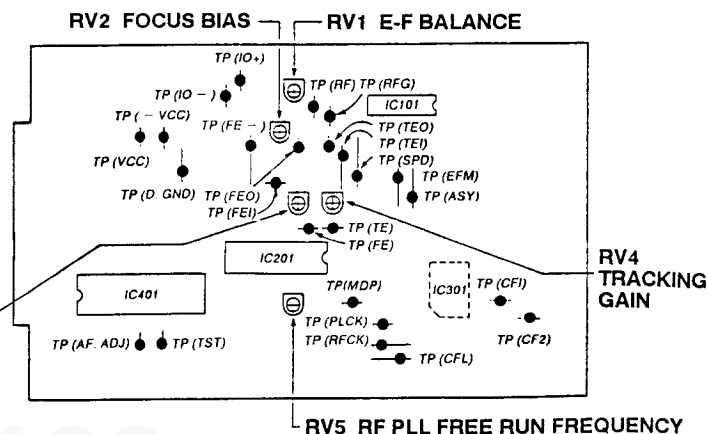 RV2 FOCUS BIAS
RV1 E-F BALANCE
TP (IO+)
TP (IO −)
TP (RF)
TP (RFG)
IC101
TP ( − VCC)
TP (FE −)
TP (TEO)
TP (TEI)
TP (SPD)
TP (VCC)
TP (D. GND)
TP (FEO)
TP (FEI)
TP (EFM)
TP (ASY)
TP (TE)
TP (FE)
RV4
TRACKING
GAIN
IC201
IC401
TP(MDP)
IC301
TP (CFI)
TP (CF2)
TP (PLCK)
TP (RFCK)
TP (CFL)
TP (AF. ADJ)
TP (TST)
RV5 RF PLL FREE RUN FREQUENCY